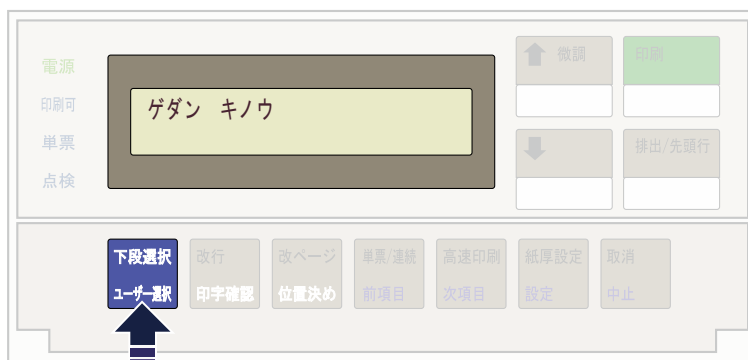 電源
印刷可
単票
点検
ゲダン キノウ
微調
印刷
排出/先頭行
下段選択
ユーザー選択
改行
印字確認
改ページ
位置決め
単票/連続
前項目
高速印刷
次項目
紙厚設定
設定
取消
中止